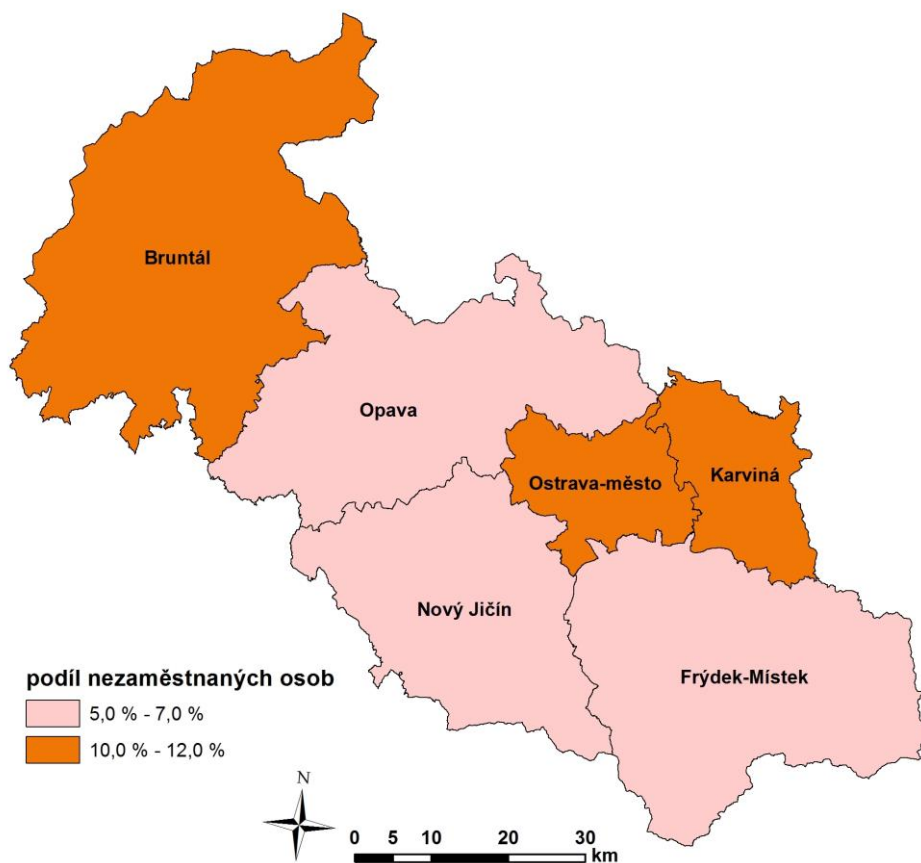 Bruntál
Opava
Ostrava-město
Karviná
Nový Jičín
Frýdek-Místek
podíl nezaměstnaných osob
5,0 % - 7,0 %
10,0 % - 12,0 %
N
0 5 10 20 30
km